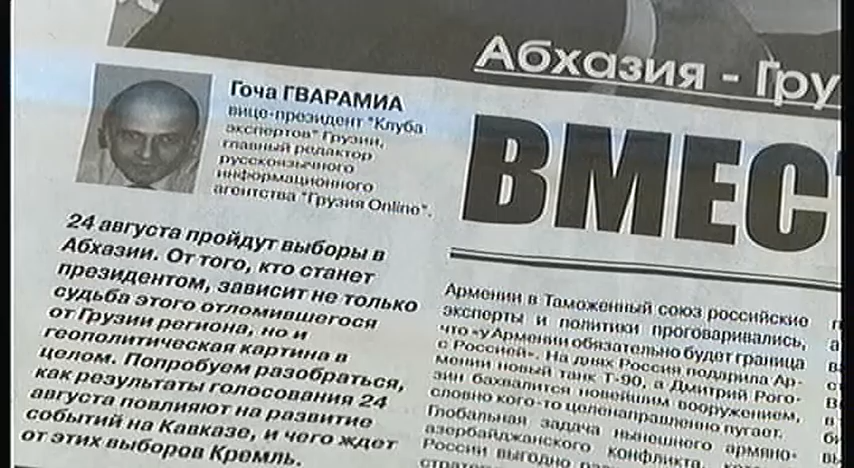 Абхазия - Гру
Гоча ГВАРАМИА
вице-президент "Клуба
экспертов" Грузии,
главный редактор
русскоязычного
информационного
агентства "Грузия Online".
ВМЕСТ
24 августа пройдут выборы в
Абхазии. От того, кто станет
президентом, зависит не только
судьба этого отломившегося
от Грузии региона, но и
геополитическая картина в
целом. Попробуем разобраться,
как результаты голосования 24
августа повлияют на развитие
событий на Кавказе, и чего ждет
от этих выборов Кремль.
Армении в Таможенный союз российские
эксперты и политики проговаривались,
что «у Армении обязательно будет граница
с Россией». На днях Россия подарила Ар-
мении новый танк Т-90, а Дмитрий Рого-
зин бахвалится новейшим вооружением,
словно кого-то целенаправленно пугает.
Глобальная задача нынешнего армяно-
азербайджанского конфликта,
России выгодно